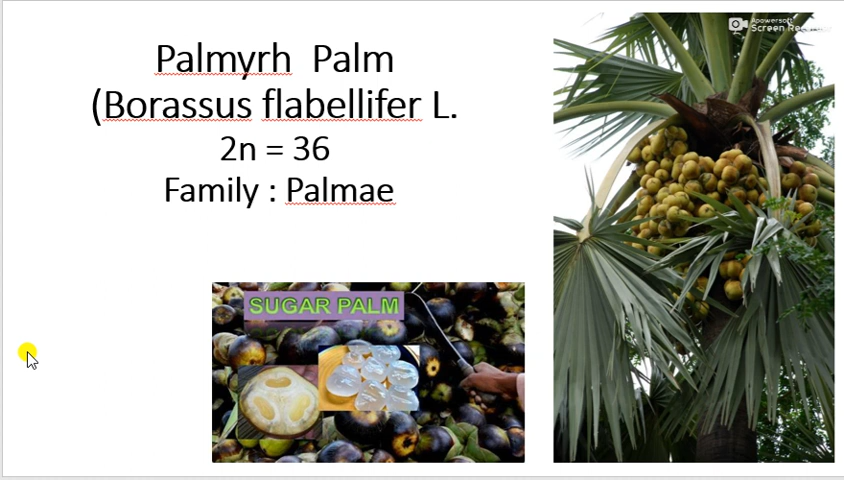 Palmyrh Palm
(Borassus flabellifer L.
2n = 36
Family : Palmae
SUGAR PALM
Apowersoft
Screen Recorder